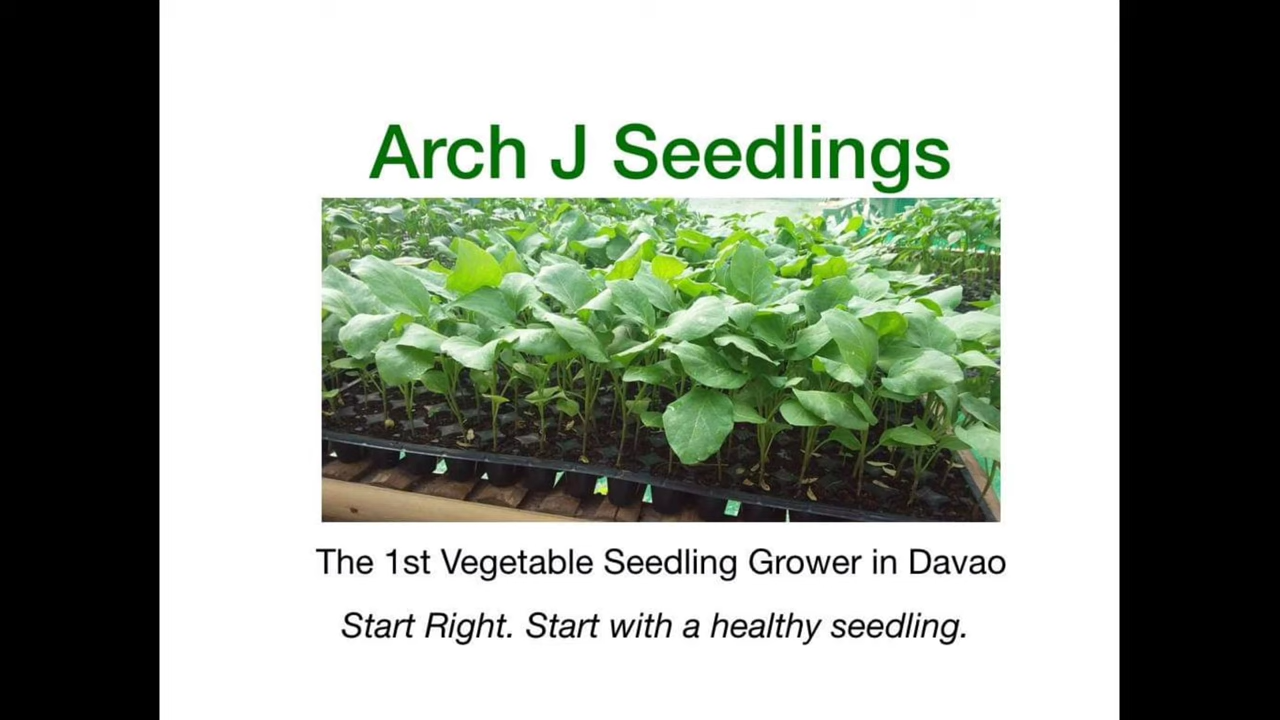 Arch J Seedlings
The 1st Vegetable Seedling Grower in Davao
Start Right. Start with a healthy seedling.